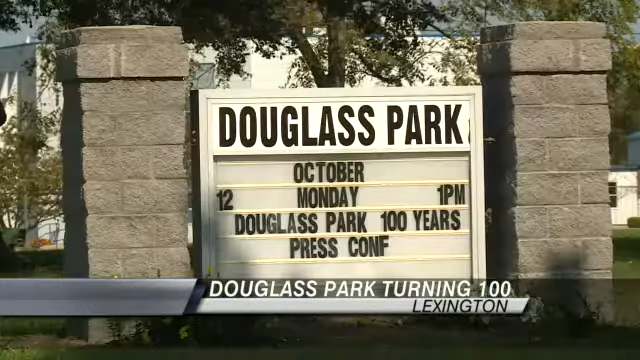 DOUGLASS PARK
OCTOBER
12 MONDAY 1PM
DOUGLASS PARK 100 YEARS
PRESS CONF
DOUGLASS PARK TURNING 100
LEXINGTON